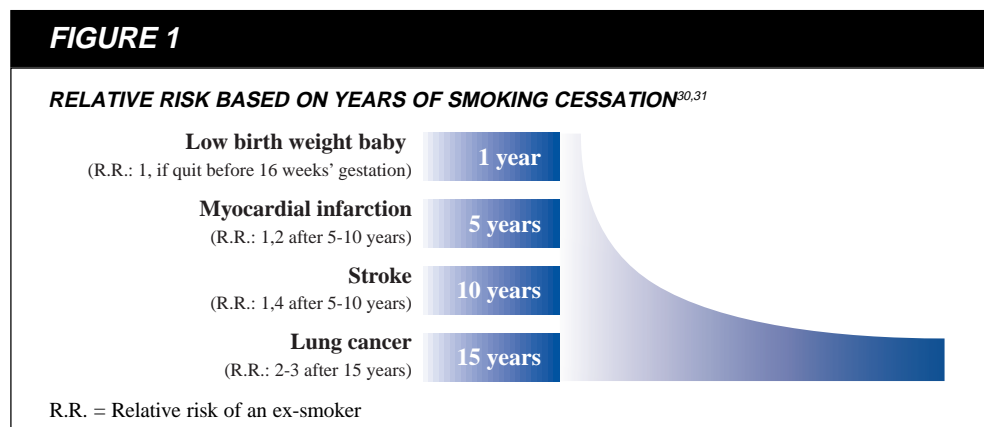 FIGURE 1
RELATIVE RISK BASED ON YEARS OF SMOKING CESSATION30,31
Low birth weight baby
(R.R.: 1, if quit before 16 weeks' gestation)
1 year
Myocardial infarction
(R.R.: 1,2 after 5-10 years)
5 years
Stroke
(R.R.: 1,4 after 5-10 years)
10 years
Lung cancer
(R.R.: 2-3 after 15 years)
15 years
R.R. = Relative risk of an ex-smoker